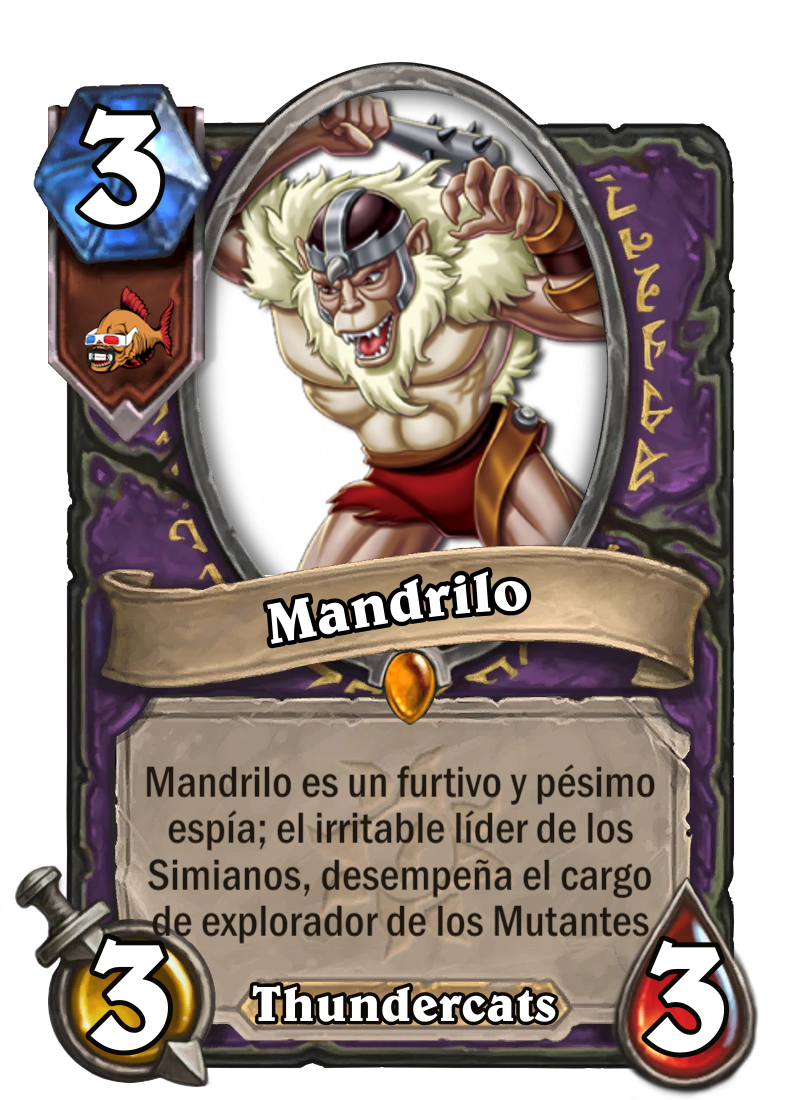 3
Mandrilo
Mandrilo es un furtivo y pésimo
espía; el irritable líder de los
Simianos, desempeña el cargo
de explorador de los Mutantes
3
Thundercats
3